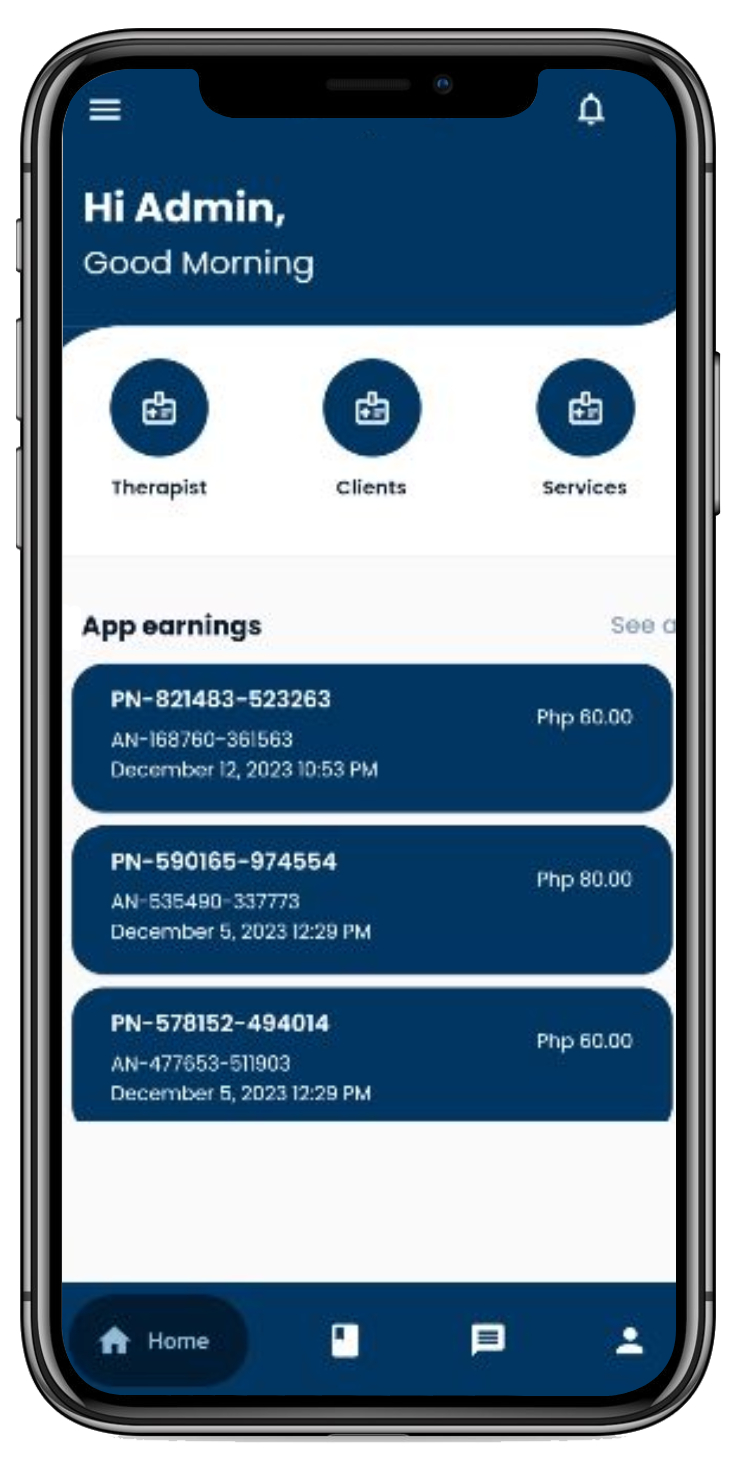 Hi Admin,
Good Morning
Therapist
Clients
Services
App earnings
See a
PN-821483-523263
Php 60.00
AN-168760-361563
December 12, 2023 10:53 PM
PN-590165-974554
Php 80.00
AN-535490-337773
December 5, 2023 12:29 PM
PN-578152-494014
Php 60.00
AN-477653-511903
December 5, 2023 12:29 PM
Home